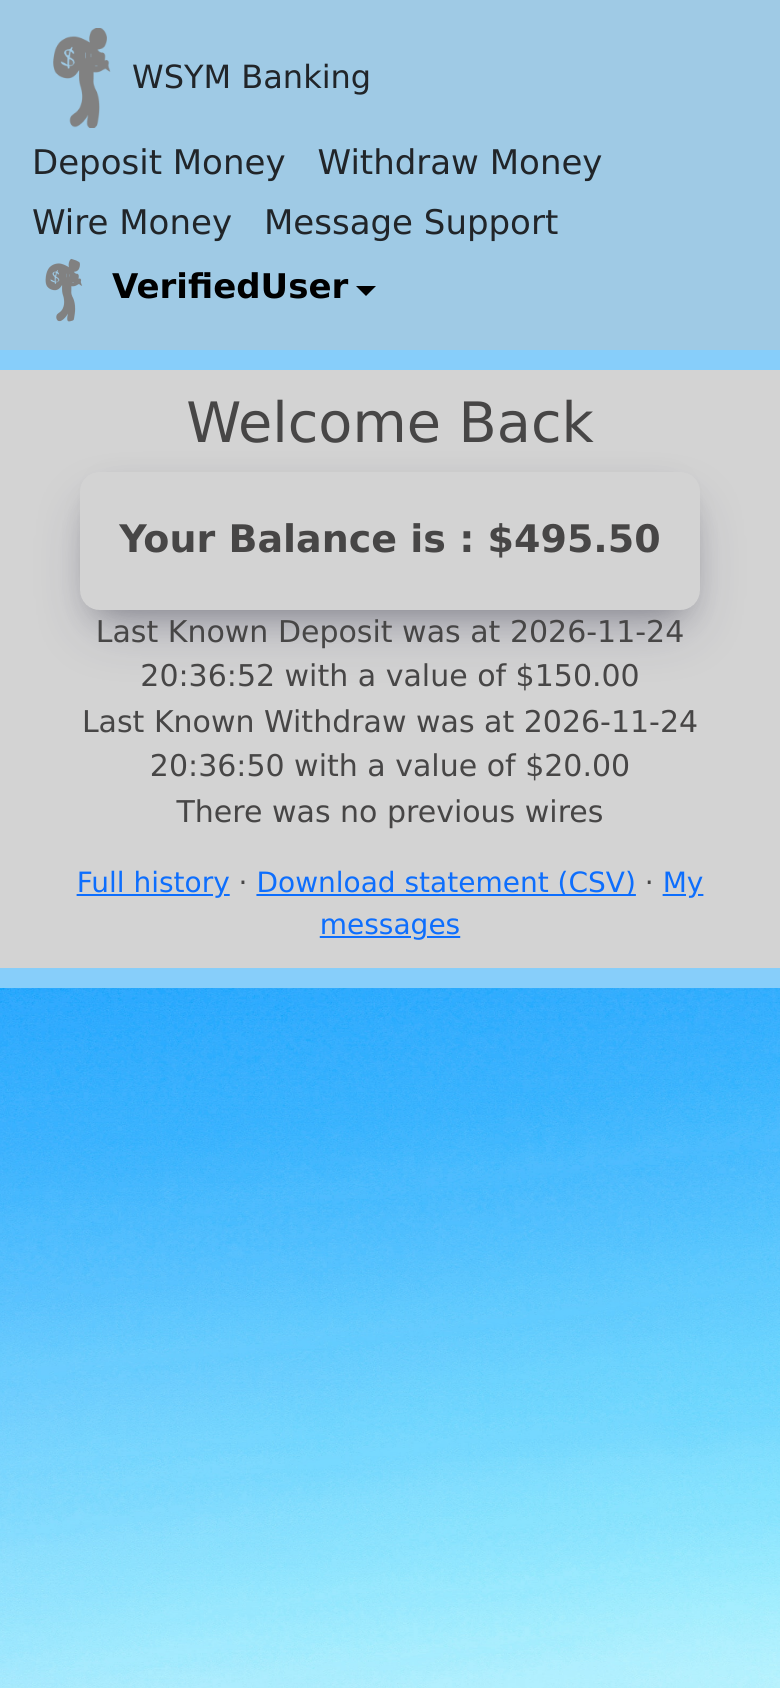 WSYM Banking
Deposit Money Withdraw Money
Wire Money Message Support
VerifiedUser
Welcome Back
Your Balance is : $495.50
Last Known Deposit was at 2026-11-24
20:36:52 with a value of $150.00
Last Known Withdraw was at 2026-11-24
20:36:50 with a value of $20.00
There was no previous wires
Full history · Download statement (CSV) · My
messages